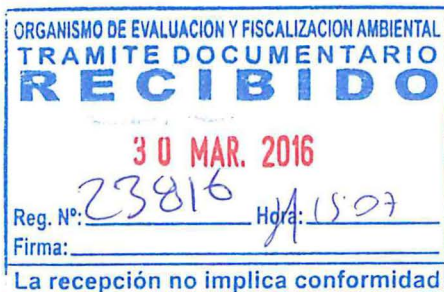 ORGANISMO DE EVALUACION Y FISCALIZACION AMBIENTAL
TRAMITE DOCUMENTARIO
RECIBIDO
30 MAR. 2016
Reg. Nº: 23816 Hora: 15:07
Firma:
La recepción no implica conformidad